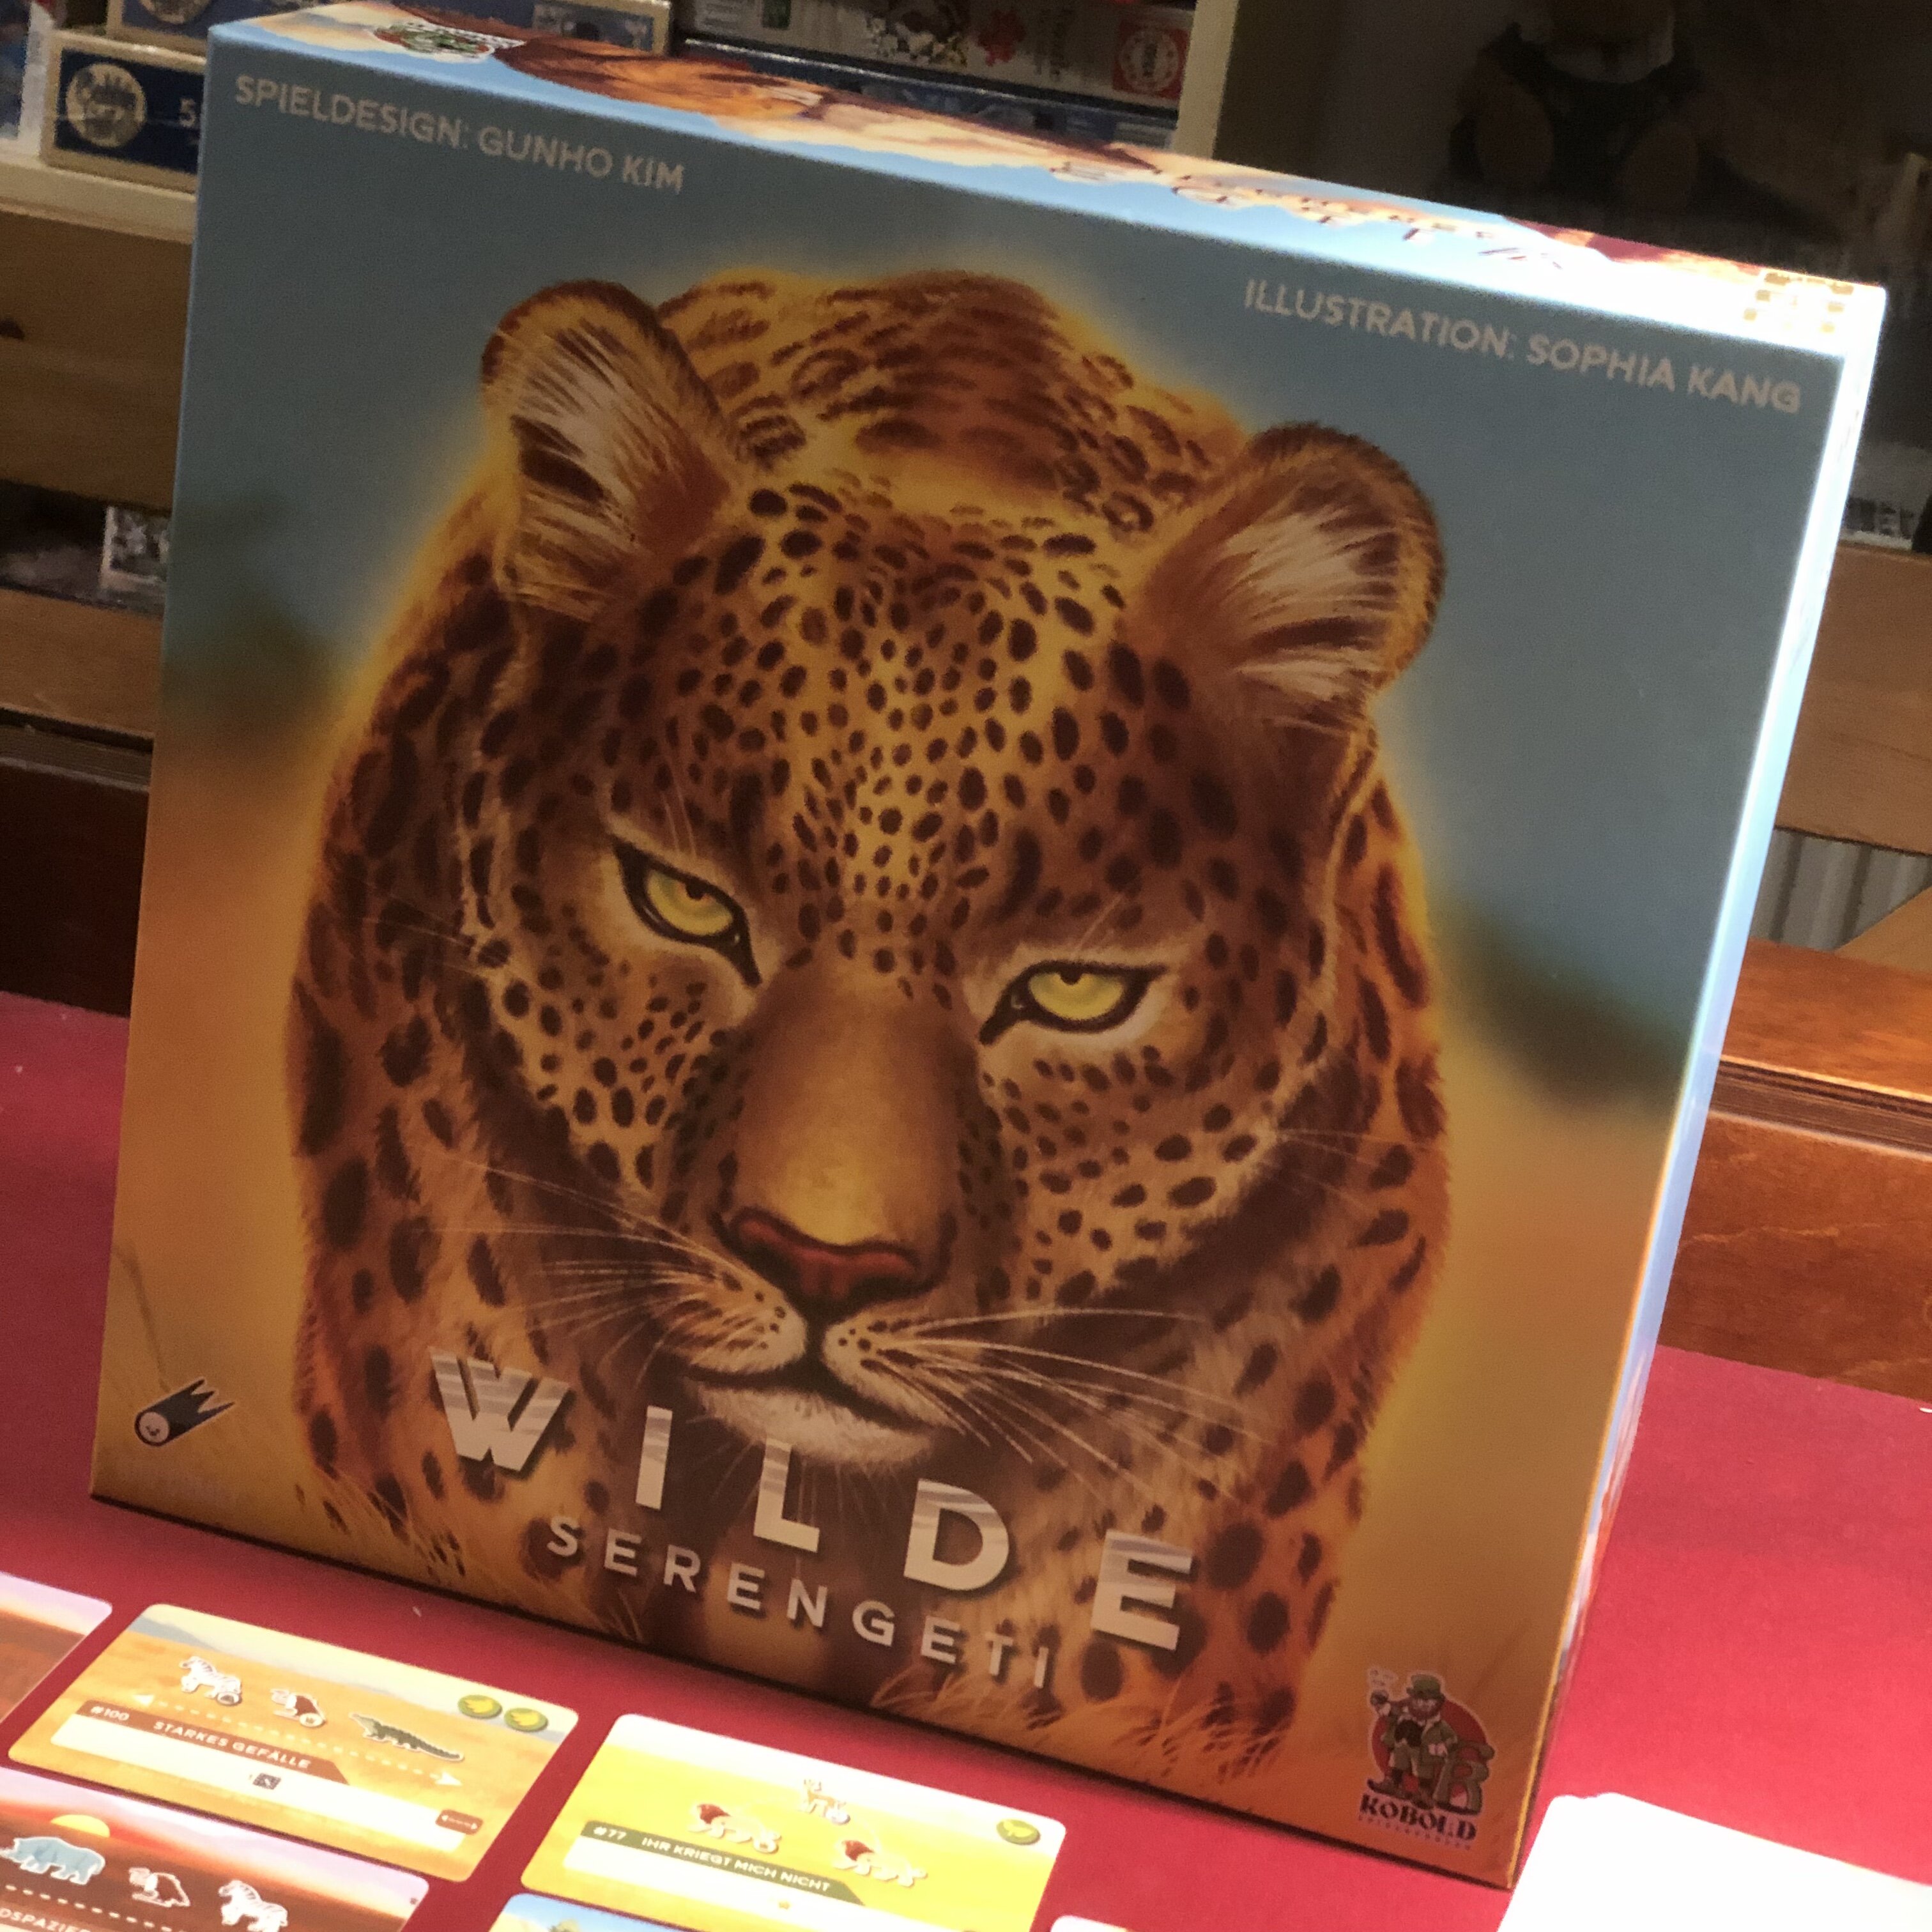 SPIELDESIGN: GUNHO KIM
ILLUSTRATION: SOPHIA KANG
WILDE
SERENGETI
KOBOLD
#100 STARKES GEFÄLLE
#77 IHR KRIEGT MICH NICHT